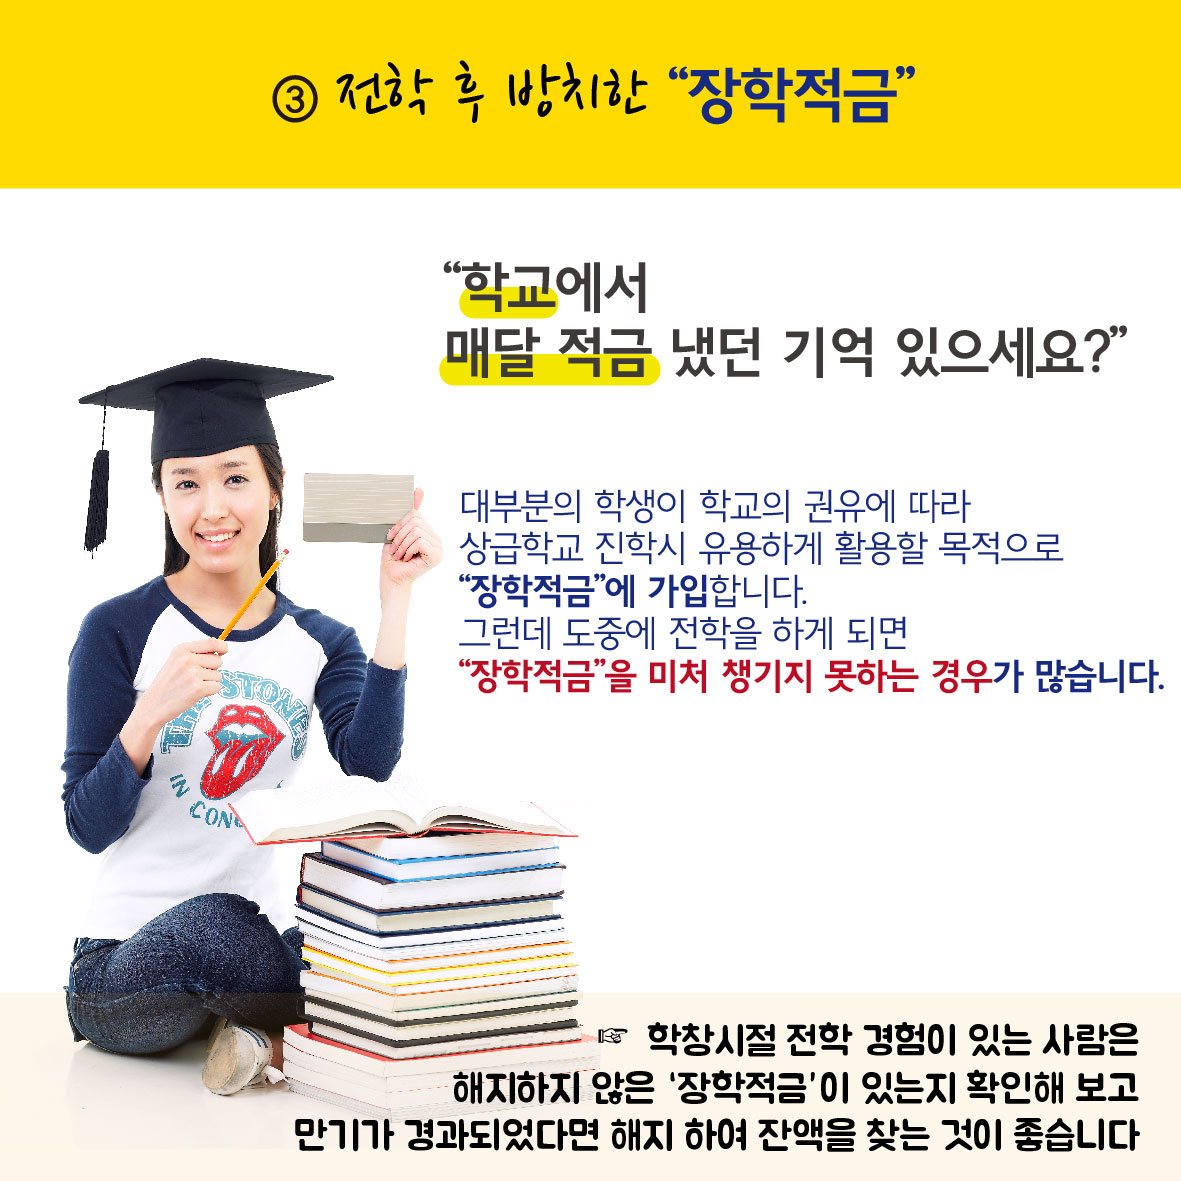 ③ 전학 후 방치한 “장학적금”
“학교에서
매달 적금 냈던 기억 있으세요?”
대부분의 학생이 학교의 권유에 따라
상급학교 진학시 유용하게 활용할 목적으로
“장학적금”에 가입합니다.
그런데 도중에 전학을 하게 되면
“장학적금”을 미처 챙기지 못하는 경우가 많습니다.
STONES
IN CONC
☞ 학창시절 전학 경험이 있는 사람은
해지하지 않은 ‘장학적금’이 있는지 확인해 보고
만기가 경과되었다면 해지 하여 잔액을 찾는 것이 좋습니다